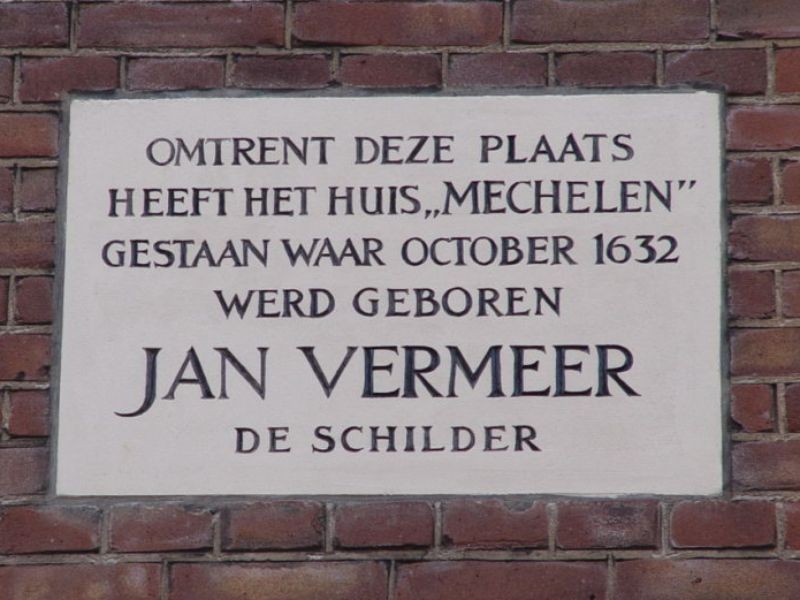 OMTRENT DEZE PLAATS
HEEFT HET HUIS „MECHELEN”
GESTAAN WAAR OCTOBER 1632
WERD GEBOREN
JAN VERMEER
DE SCHILDER